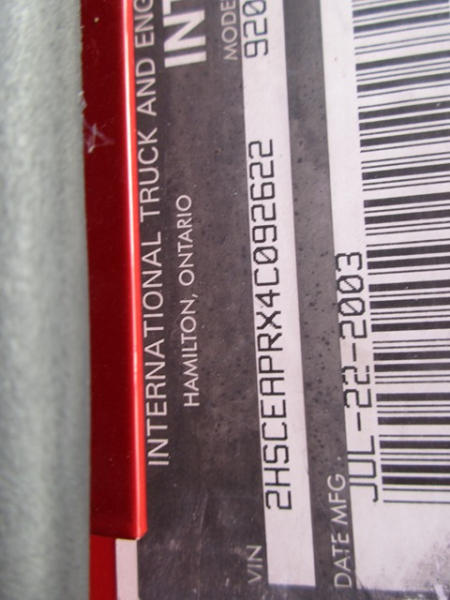 INTERNATIONAL TRUCK AND ENG
HAMILTON, ONTARIO
INT
MODE
920
VIN
2HSCEAPRX4C092622
DATE MFG.
JUL-22-2003